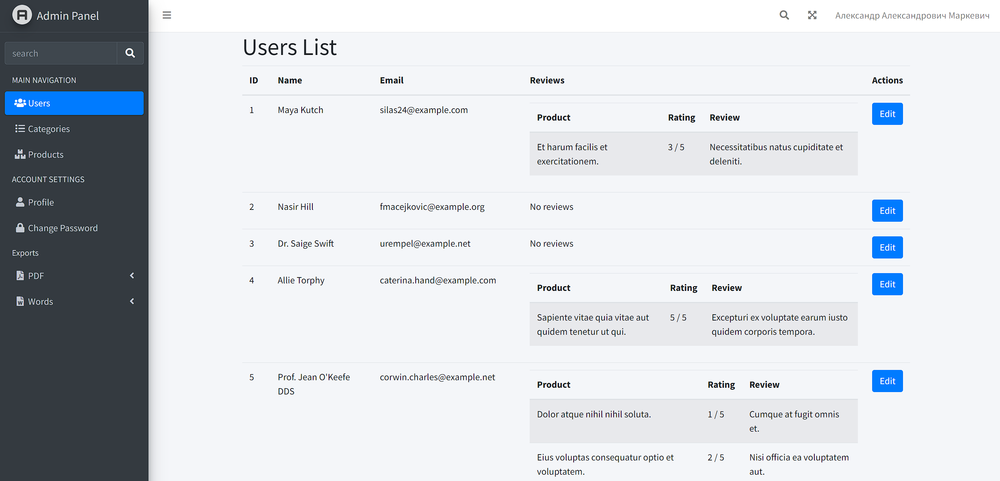 Admin Panel
Александр Александрович Маркевич
search
MAIN NAVIGATION
Users
Categories
Products
ACCOUNT SETTINGS
Profile
Change Password
Exports
PDF
Words
Users List
ID Name Email Reviews Actions
1 Maya Kutch silas24@example.com Edit
Product Rating Review
Et harum facilis et 3 / 5 Necessitatibus natus cupiditate et
exercitationem. deleniti.
2 Nasir Hill fmacejkovic@example.org No reviews Edit
3 Dr. Saige Swift urempel@example.net No reviews Edit
4 Allie Torphy caterina.hand@example.com Edit
Product Rating Review
Sapiente vitae quia vitae aut 5 / 5 Excepturi ex voluptate earum iusto
quidem tenetur ut qui. quidem corporis tempora.
5 Prof. Jean O'Keefe corwin.charles@example.net Edit
DDS
Product Rating Review
Dolor atque nihil nihil soluta. 1 / 5 Cumque at fugit omnis
et.
Eius voluptas consequatur optio et 2 / 5 Nisi officia ea voluptatem
voluptatem. aut.